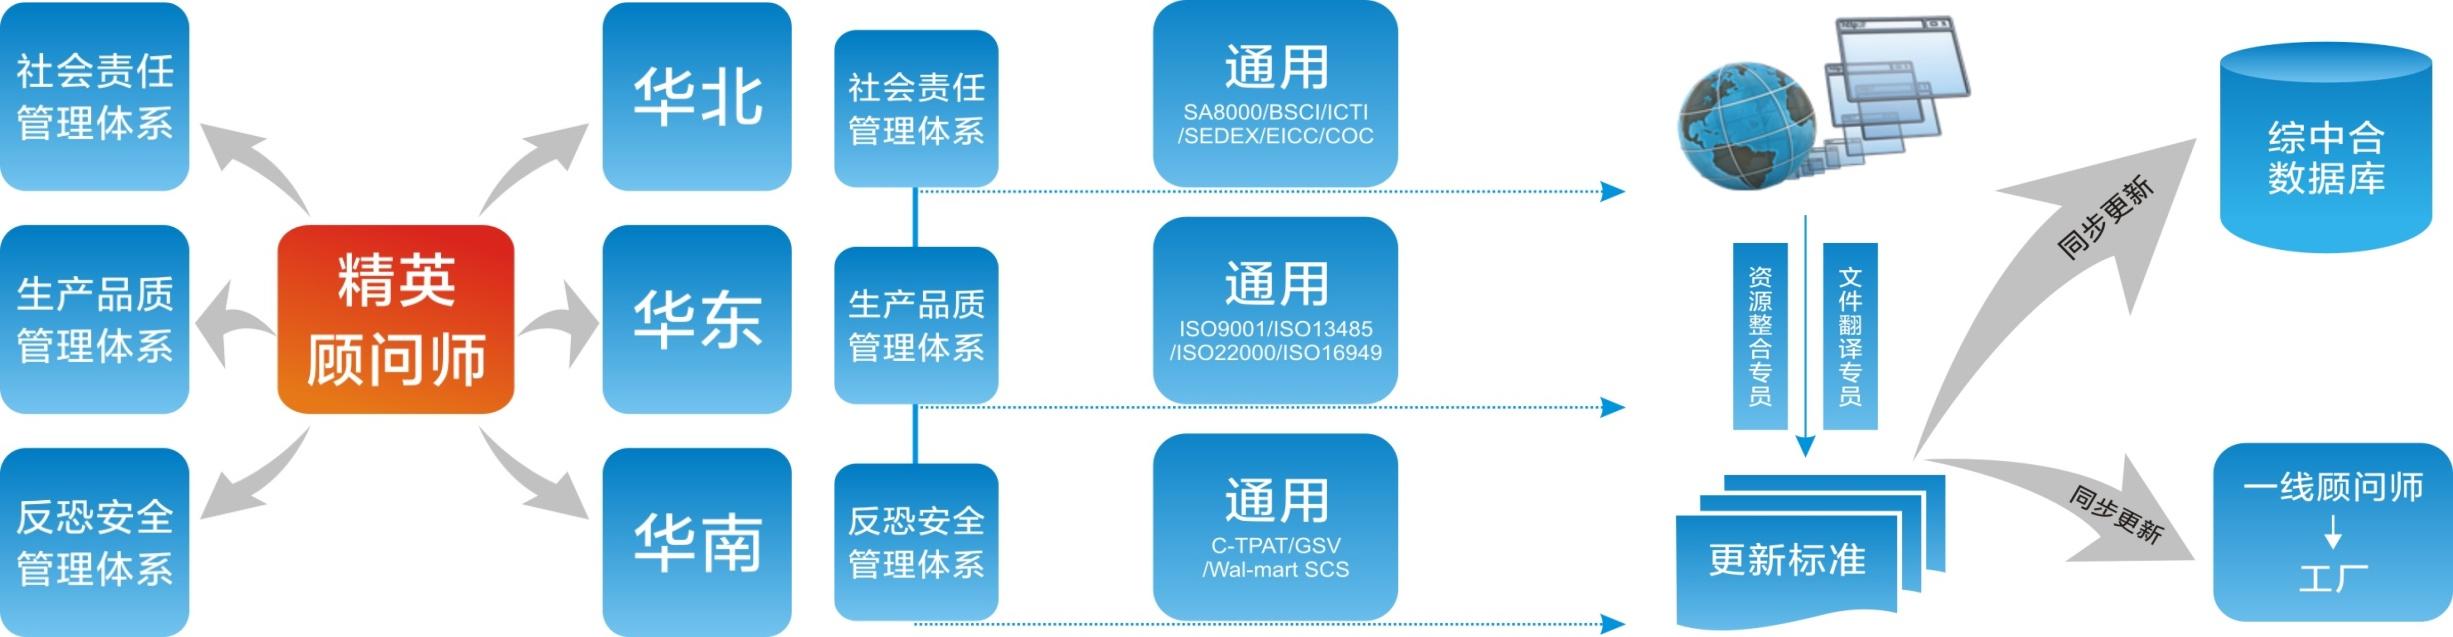 社会责任
管理体系
生产品质
管理体系
反恐安全
管理体系
精英
顾问师
华北
华东
华南
社会责任
管理体系
生产品质
管理体系
反恐安全
管理体系
通用
SA8000/BSCI/ICTI
/SEDEX/EICC/COC
通用
ISO9001/ISO13485
/ISO22000/ISO16949
通用
C-TPAT/GSV
/Wal-mart SCS
资源整合专员
文件翻译专员
更新标准
同步更新
同步更新
综中合
数据库
一线顾问师
工厂